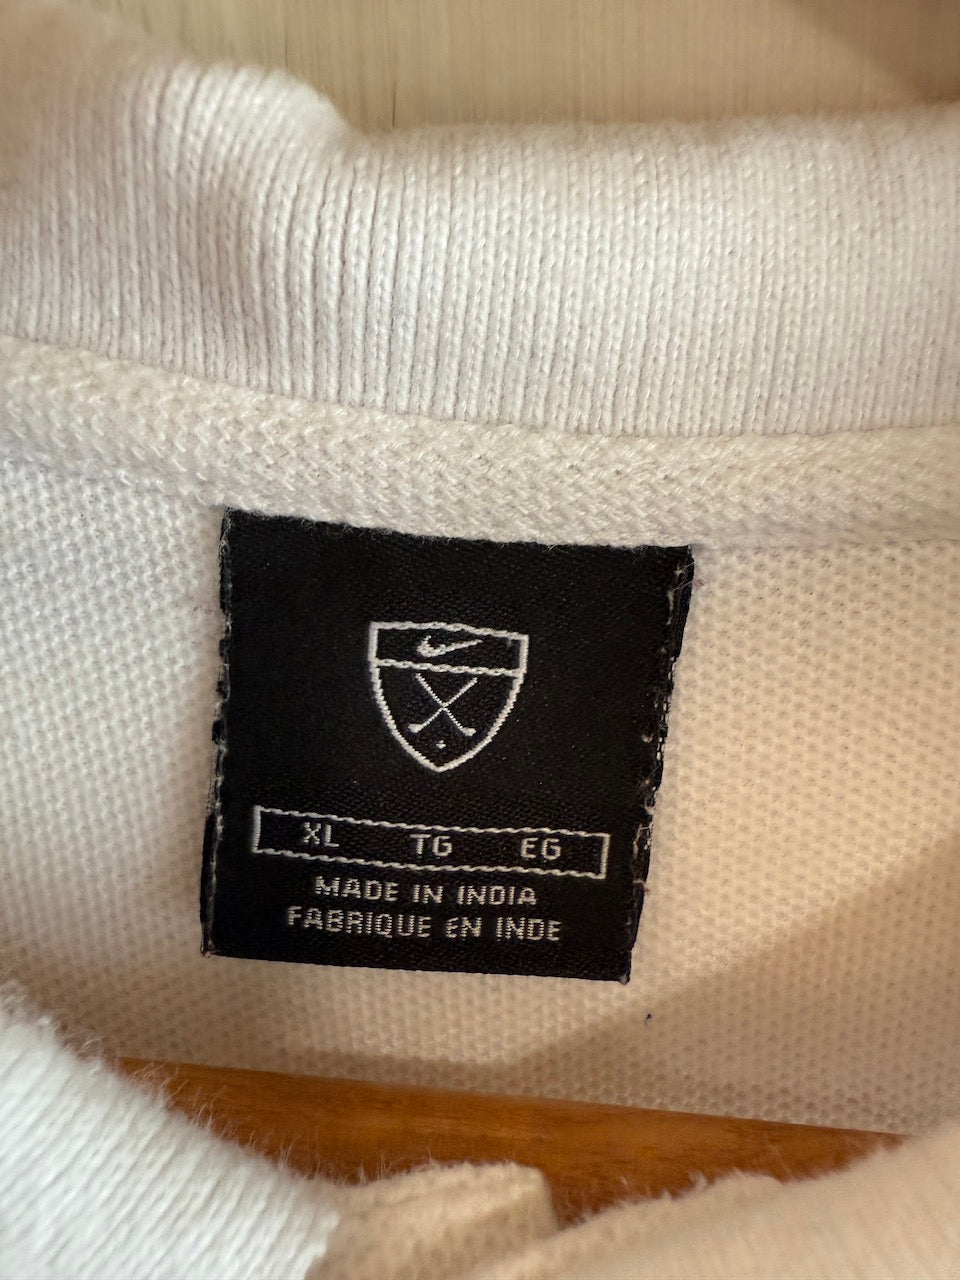 XL TG EG
MADE IN INDIA
FABRIQUE EN INDE